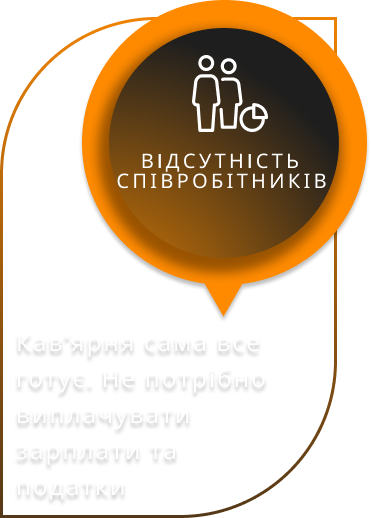 ВІДСУТНІСТЬ
СПІВРОБІТНИКІВ
Кав'ярня сама все
готує. Не потрібно
виплачувати
зарплати та
податки